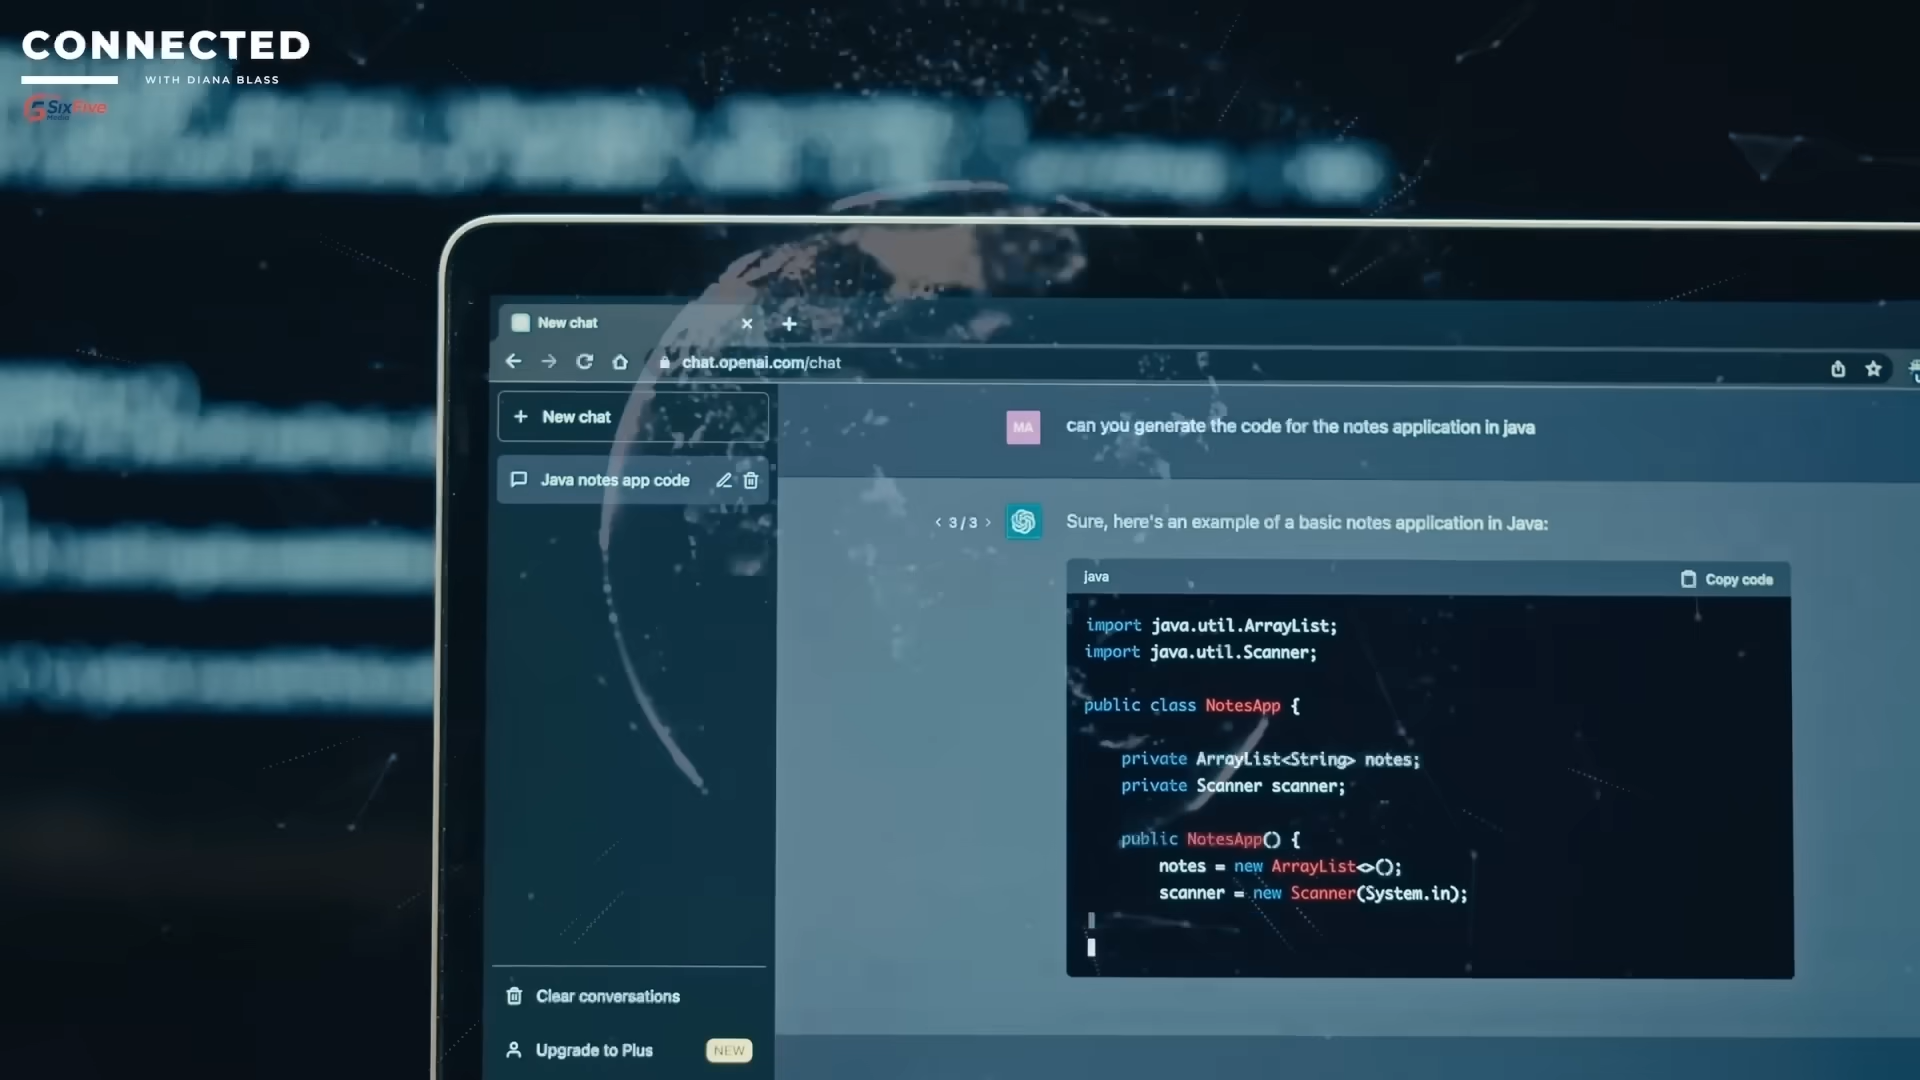 CONNECTED
WITH DIANA BLASS
SixFive
Media
New chat
chat.openai.com/chat
New chat
Java notes app code
MA
can you generate the code for the notes application in java
3 / 3
Sure, here's an example of a basic notes application in Java:
java
Copy code
import java.util.ArrayList;
import java.util.Scanner;
public class NotesApp {
private ArrayList<String> notes;
private Scanner scanner;
public NotesApp() {
notes = new ArrayList<>();
scanner = new Scanner(System.in);
Clear conversations
Upgrade to Plus
NEW